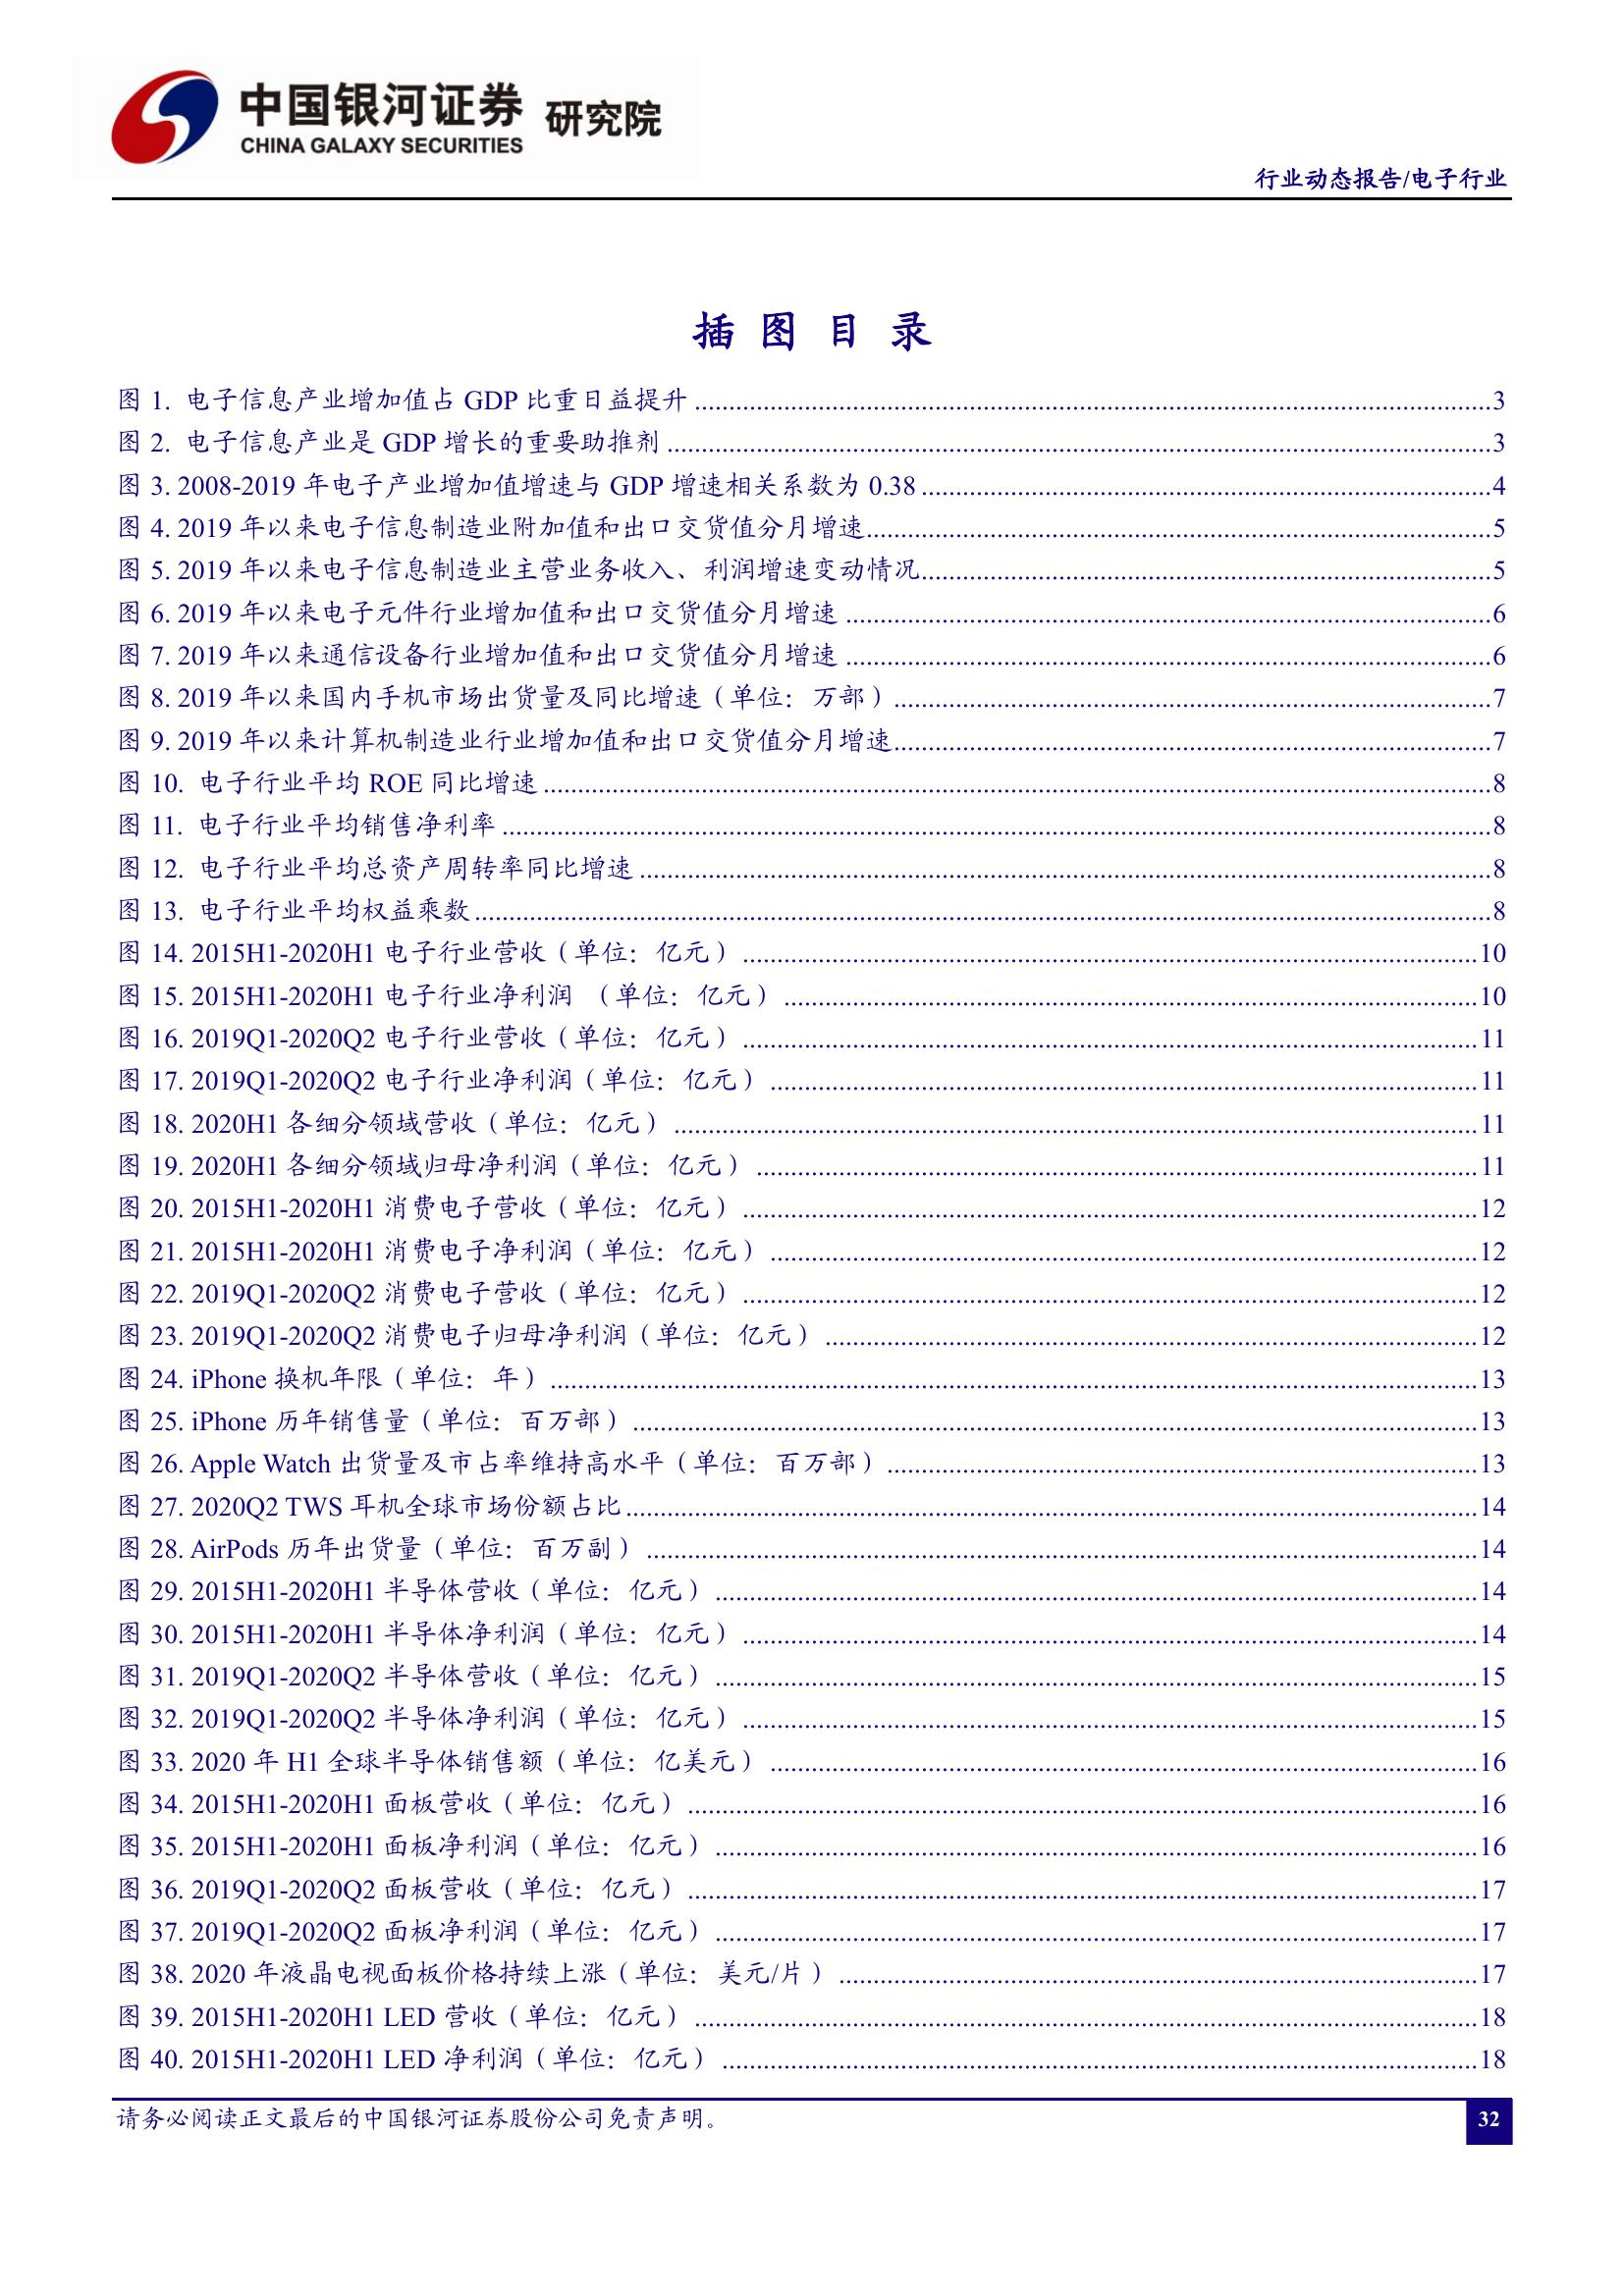 中国银河证券 研究院
CHINA GALAXY SECURITIES
行业动态报告/电子行业
插 图 目 录
图 1. 电子信息产业增加值占 GDP 比重日益提升 3
图 2. 电子信息产业是 GDP 增长的重要助推剂 3
图 3. 2008-2019 年电子产业增加值增速与 GDP 增速相关系数为 0.38 4
图 4. 2019 年以来电子信息制造业附加值和出口交货值分月增速 5
图 5. 2019 年以来电子信息制造业主营业务收入、利润增速变动情况 5
图 6. 2019 年以来电子元件行业增加值和出口交货值分月增速 6
图 7. 2019 年以来通信设备行业增加值和出口交货值分月增速 6
图 8. 2019 年以来国内手机市场出货量及同比增速（单位：万部） 7
图 9. 2019 年以来计算机制造业行业增加值和出口交货值分月增速 7
图 10. 电子行业平均 ROE 同比增速 8
图 11. 电子行业平均销售净利率 8
图 12. 电子行业平均总资产周转率同比增速 8
图 13. 电子行业平均权益乘数 8
图 14. 2015H1-2020H1 电子行业营收（单位：亿元） 10
图 15. 2015H1-2020H1 电子行业净利润 （单位：亿元） 10
图 16. 2019Q1-2020Q2 电子行业营收（单位：亿元） 11
图 17. 2019Q1-2020Q2 电子行业净利润（单位：亿元） 11
图 18. 2020H1 各细分领域营收（单位：亿元） 11
图 19. 2020H1 各细分领域归母净利润（单位：亿元） 11
图 20. 2015H1-2020H1 消费电子营收（单位：亿元） 12
图 21. 2015H1-2020H1 消费电子净利润（单位：亿元） 12
图 22. 2019Q1-2020Q2 消费电子营收（单位：亿元） 12
图 23. 2019Q1-2020Q2 消费电子归母净利润（单位：亿元） 12
图 24. iPhone 换机年限（单位：年） 13
图 25. iPhone 历年销售量（单位：百万部） 13
图 26. Apple Watch 出货量及市占率维持高水平（单位：百万部） 13
图 27. 2020Q2 TWS 耳机全球市场份额占比 14
图 28. AirPods 历年出货量（单位：百万副） 14
图 29. 2015H1-2020H1 半导体营收（单位：亿元） 14
图 30. 2015H1-2020H1 半导体净利润（单位：亿元） 14
图 31. 2019Q1-2020Q2 半导体营收（单位：亿元） 15
图 32. 2019Q1-2020Q2 半导体净利润（单位：亿元） 15
图 33. 2020 年 H1 全球半导体销售额（单位：亿美元） 16
图 34. 2015H1-2020H1 面板营收（单位：亿元） 16
图 35. 2015H1-2020H1 面板净利润（单位：亿元） 16
图 36. 2019Q1-2020Q2 面板营收（单位：亿元） 17
图 37. 2019Q1-2020Q2 面板净利润（单位：亿元） 17
图 38. 2020 年液晶电视面板价格持续上涨（单位：美元/片） 17
图 39. 2015H1-2020H1 LED 营收（单位：亿元） 18
图 40. 2015H1-2020H1 LED 净利润（单位：亿元） 18
请务必阅读正文最后的中国银河证券股份公司免责声明。
32